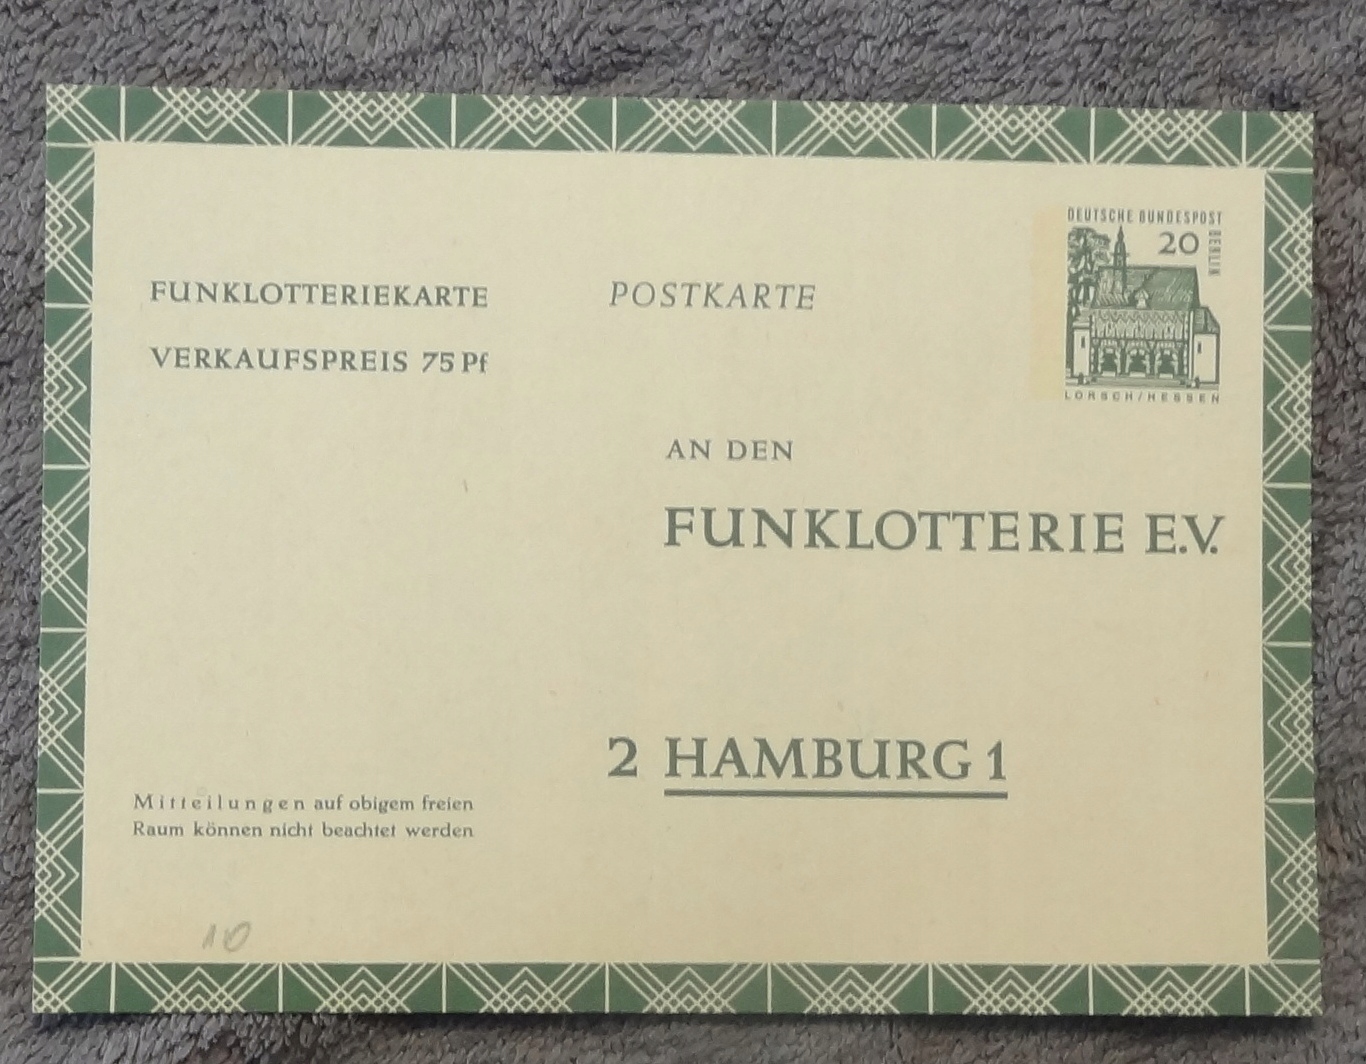 DEUTSCHE BUNDESPOST
BERLIN
20
LORSCH/HESSEN
FUNKLOTTERIEKARTE
VERKAUFSPREIS 75 Pf
POSTKARTE
AN DEN
FUNKLOTTERIE E.V.
2 HAMBURG 1
Mitteilungen auf obigem freien
Raum können nicht beachtet werden
10